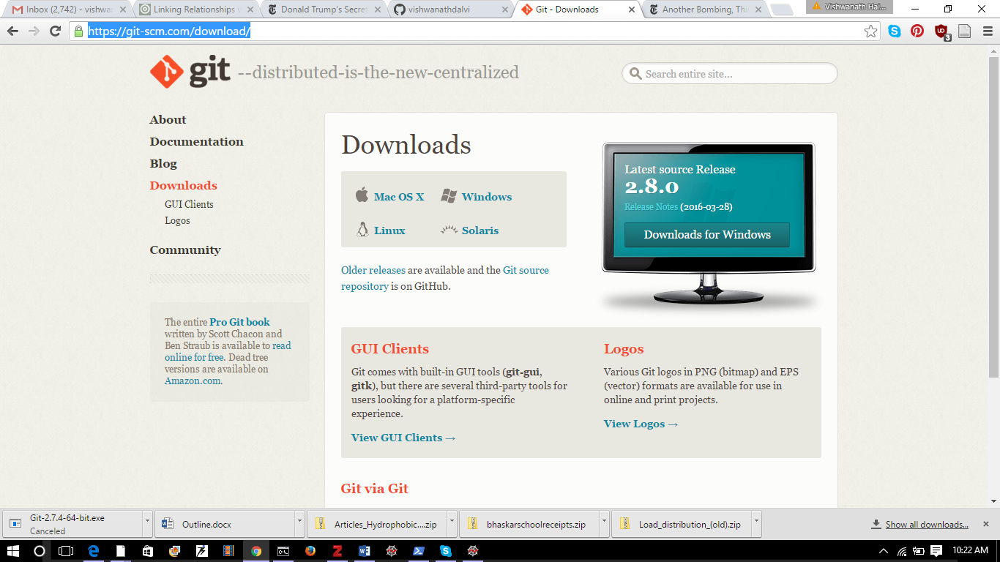 Inbox (2,742) - vishwan
Linking Relationships
Donald Trump's Secret
vishwanathdalvi
Git - Downloads
Another Bombing, Thi
Vishwanath Hai...
https://git-scm.com/download/
3
git --distributed-is-the-new-centralized
Search entire site...
About
Documentation
Blog
Downloads
GUI Clients
Logos
Community
The entire Pro Git book
written by Scott Chacon and
Ben Straub is available to read
online for free. Dead tree
versions are available on
Amazon.com.
Downloads
Mac OS X Windows
Linux Solaris
Older releases are available and the Git source
repository is on GitHub.
Latest source Release
2.8.0
Release Notes (2016-03-28)
Downloads for Windows
GUI Clients
Git comes with built-in GUI tools (git-gui,
gitk), but there are several third-party tools for
users looking for a platform-specific
experience.
View GUI Clients →
Logos
Various Git logos in PNG (bitmap) and EPS
(vector) formats are available for use in
online and print projects.
View Logos →
Git via Git
Git-2.7.4-64-bit.exe
Canceled
Outline.docx
Articles_Hydrophobic....zip
bhaskarschoolreceipts.zip
Load_distribution_(old).zip
Show all downloads...
10:22 AM